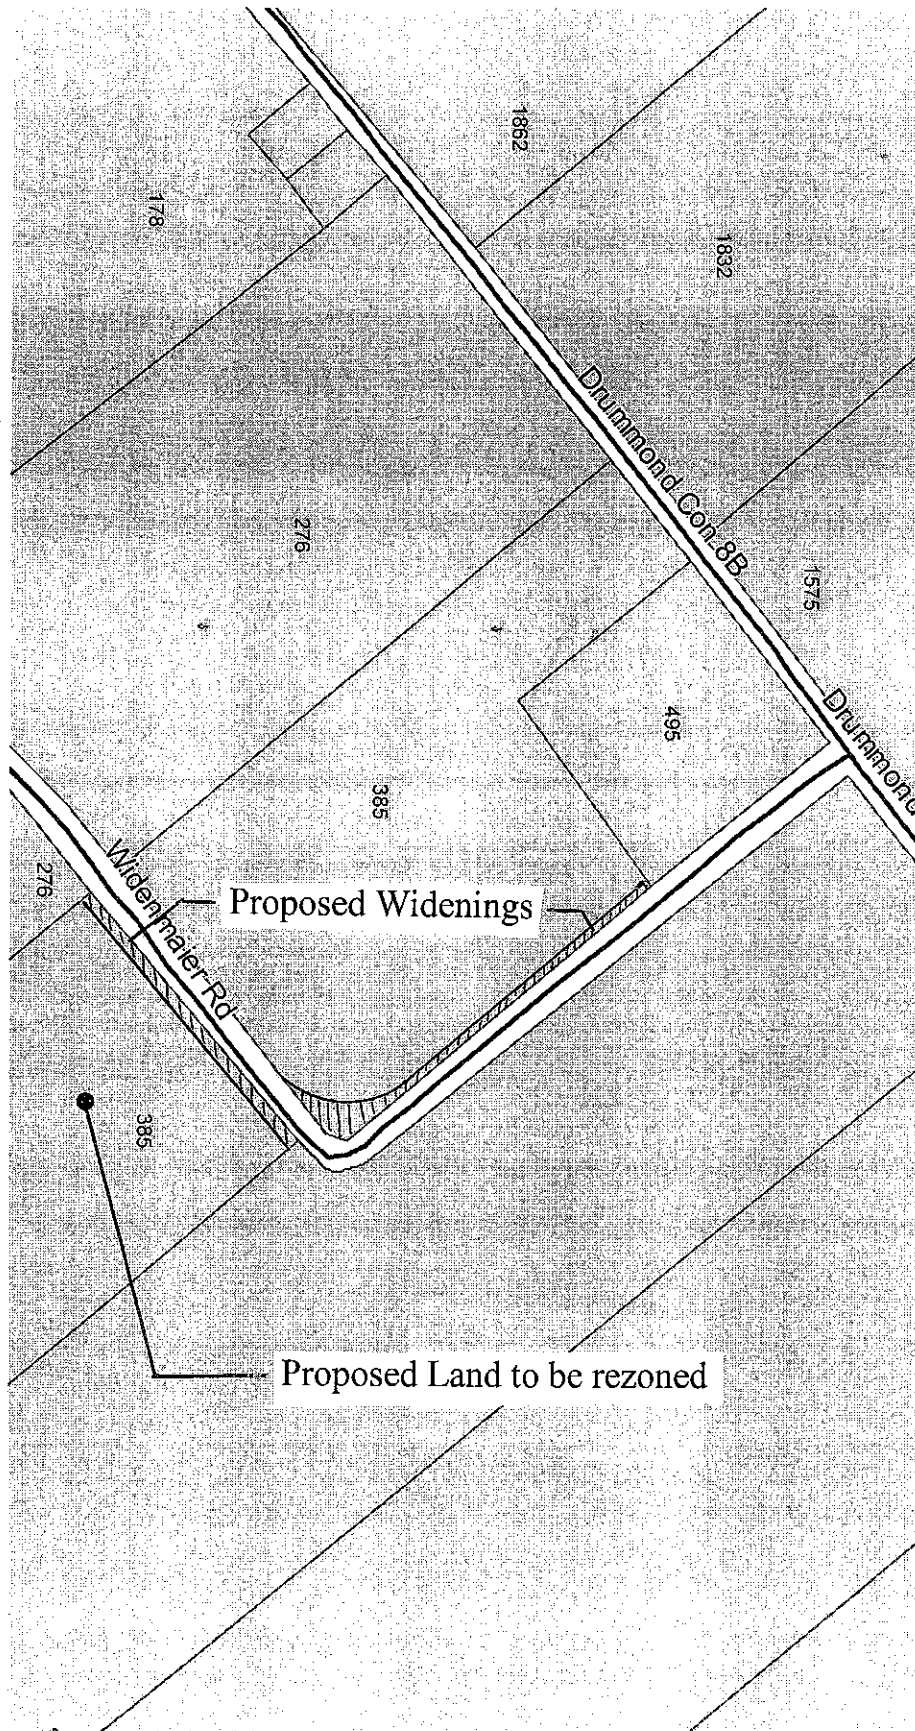 1862
178
1832
Drummond Con 8B
276
1575
495
Drummond
385
Widenmaier Rd
276
Proposed Widenings
385
Proposed Land to be rezoned